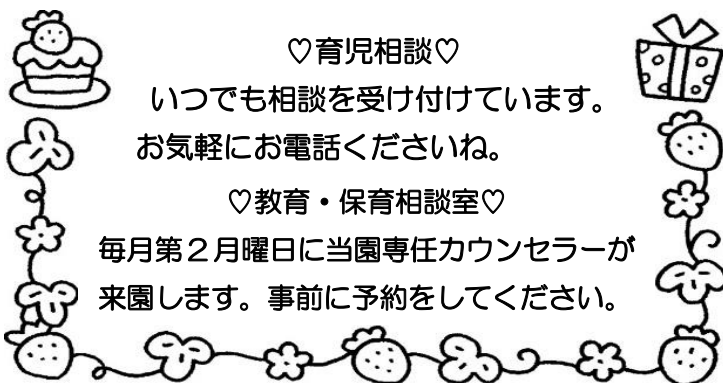 ♡育児相談♡
いつでも相談を受け付けています。
お気軽にお電話くださいね。
♡教育・保育相談室♡
毎月第２月曜日に当園専任カウンセラーが
来園します。事前に予約をしてください。